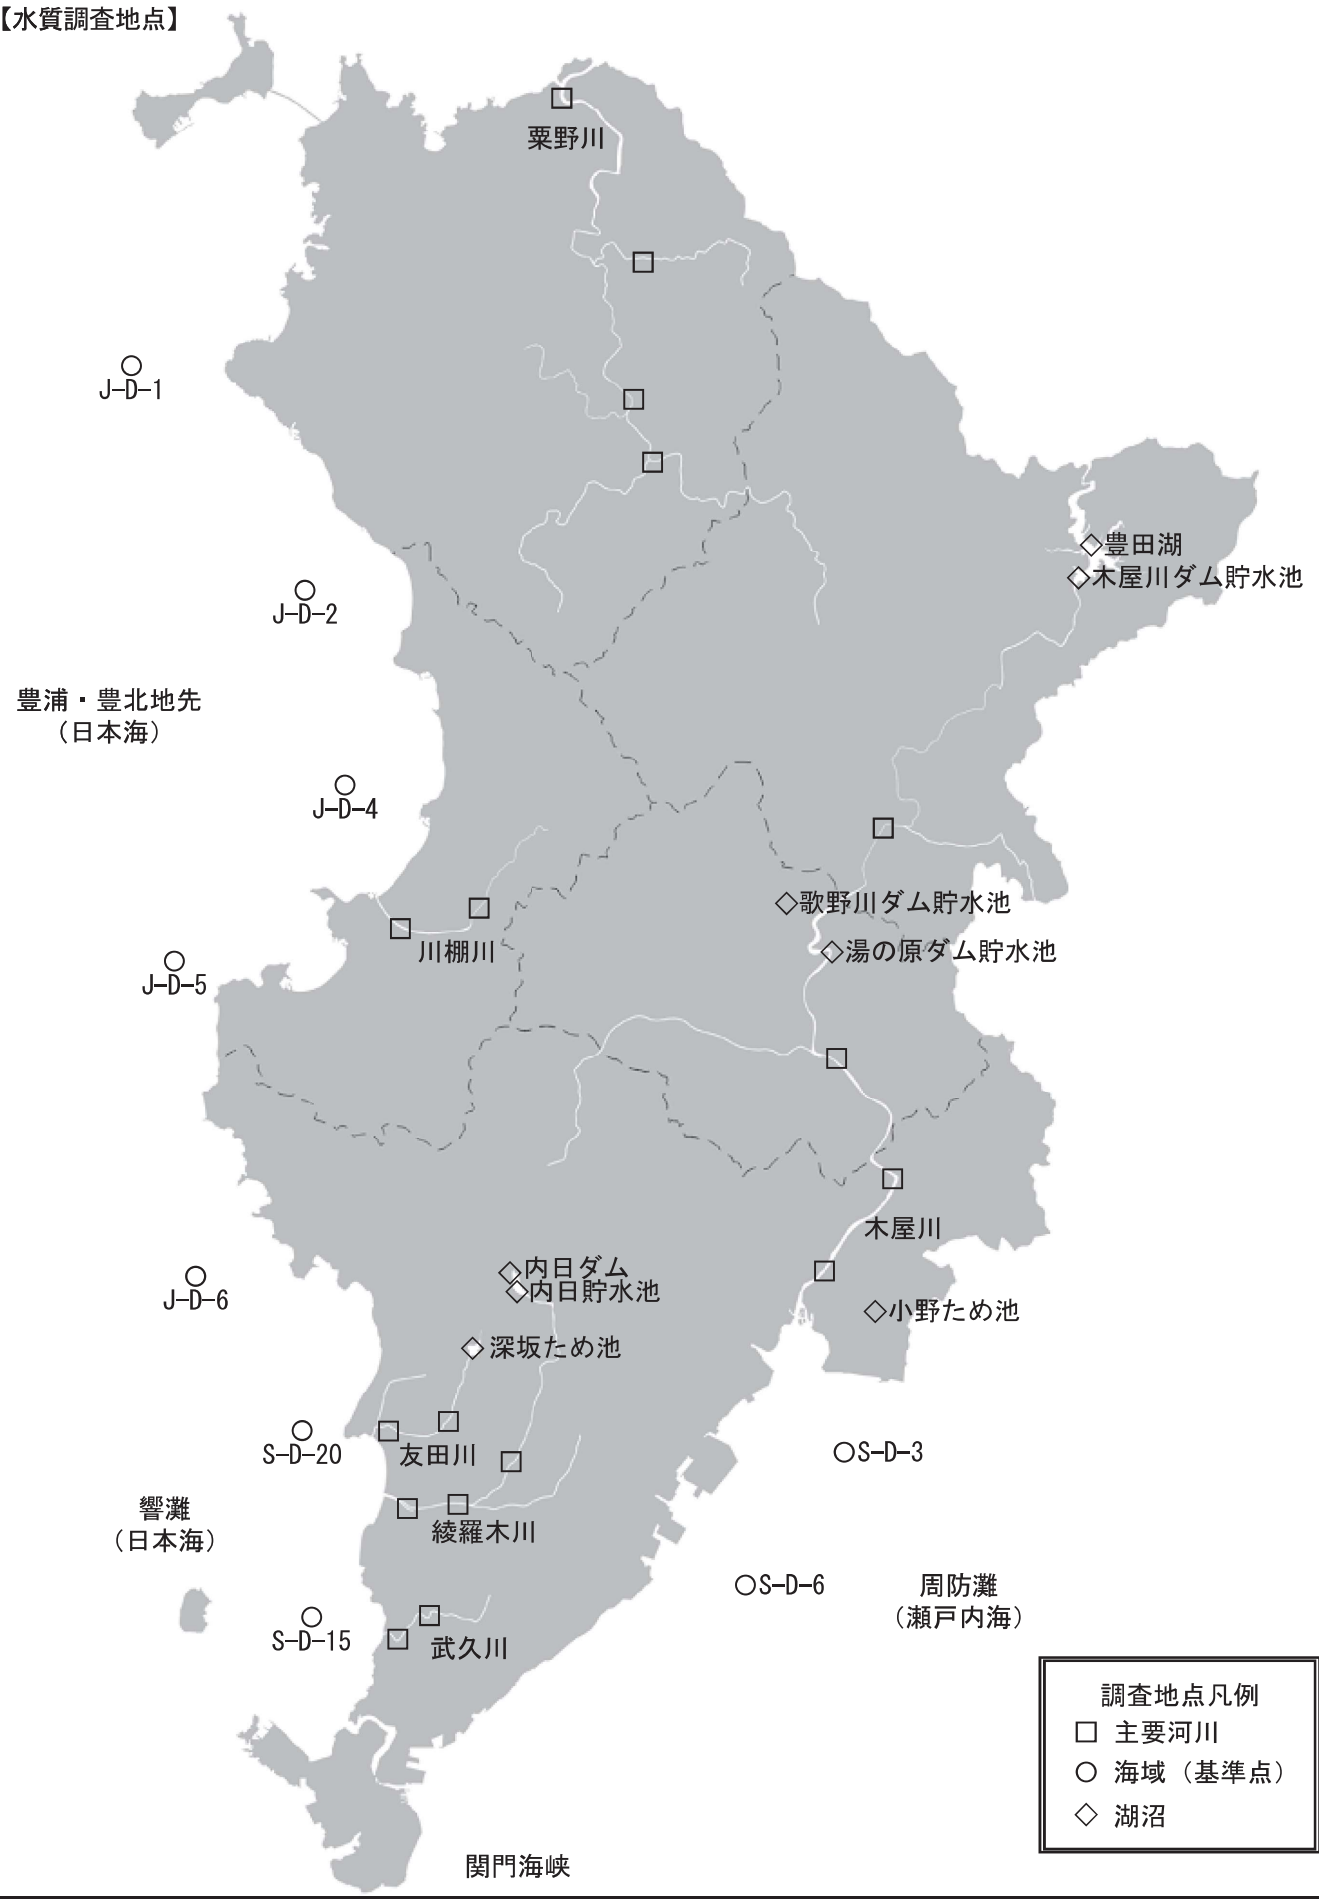 【水質調査地点】
粟野川
J-D-1
豊田湖
木屋川ダム貯水池
J-D-2
豊浦・豊北地先
（日本海）
J-D-4
歌野川ダム貯水池
川棚川
湯の原ダム貯水池
J-D-5
木屋川
内日ダム
内日貯水池
J-D-6
小野ため池
深坂ため池
S-D-20
友田川
S-D-3
響灘
（日本海）
綾羅木川
S-D-6
周防灘
（瀬戸内海）
S-D-15
武久川
調査地点凡例
主要河川
海域（基準点）
湖沼
関門海峡